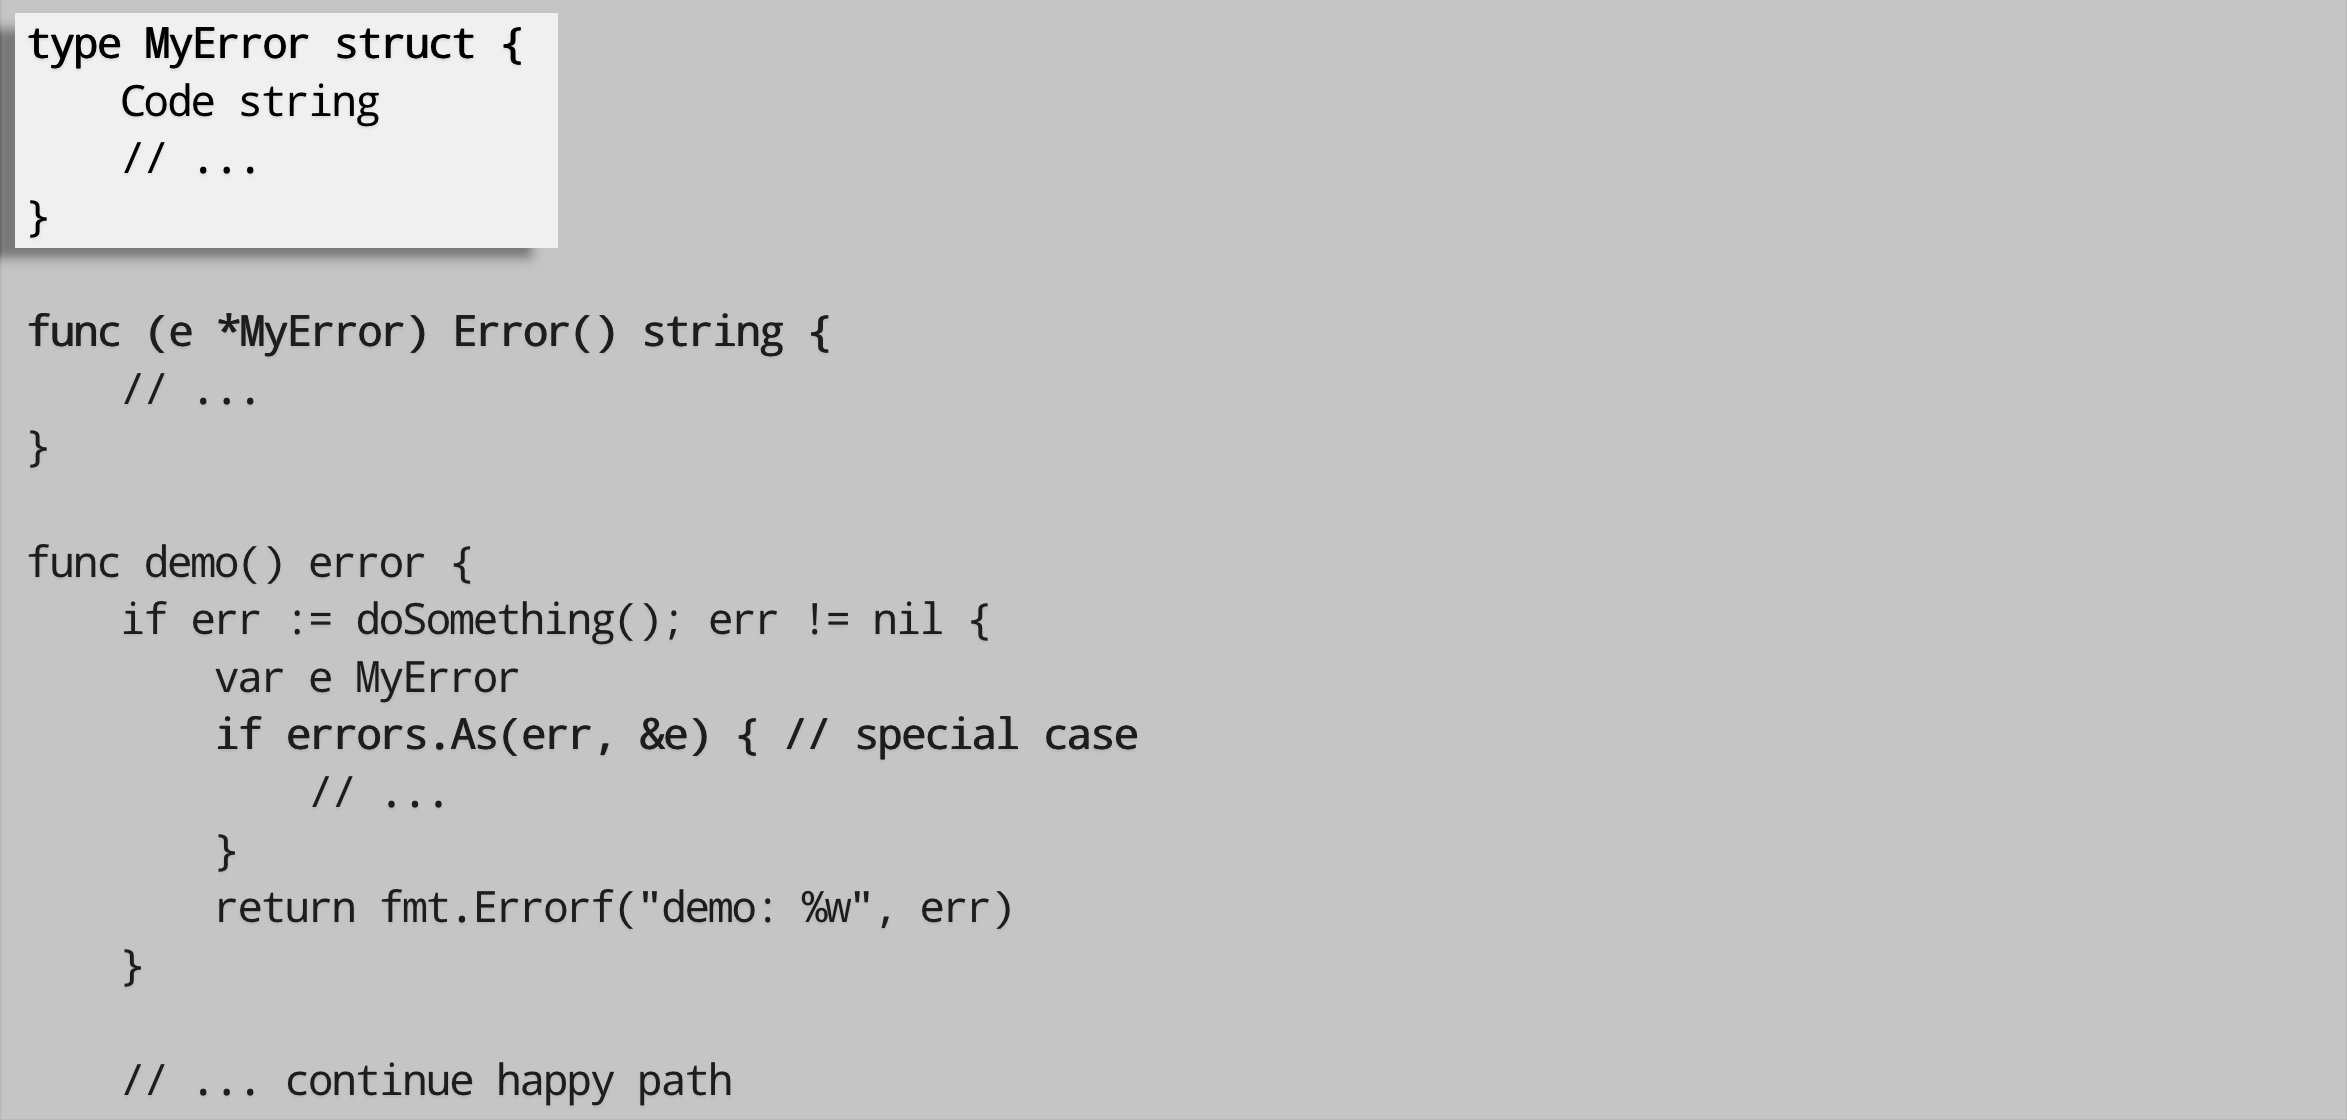 type MyError struct {
    Code string
    // ...
}

func (e *MyError) Error() string {
    // ...
}

func demo() error {
    if err := doSomething(); err != nil {
        var e MyError
        if errors.As(err, &e) { // special case
            // ...
        }
        return fmt.Errorf("demo: %w", err)
    }

    // ... continue happy path